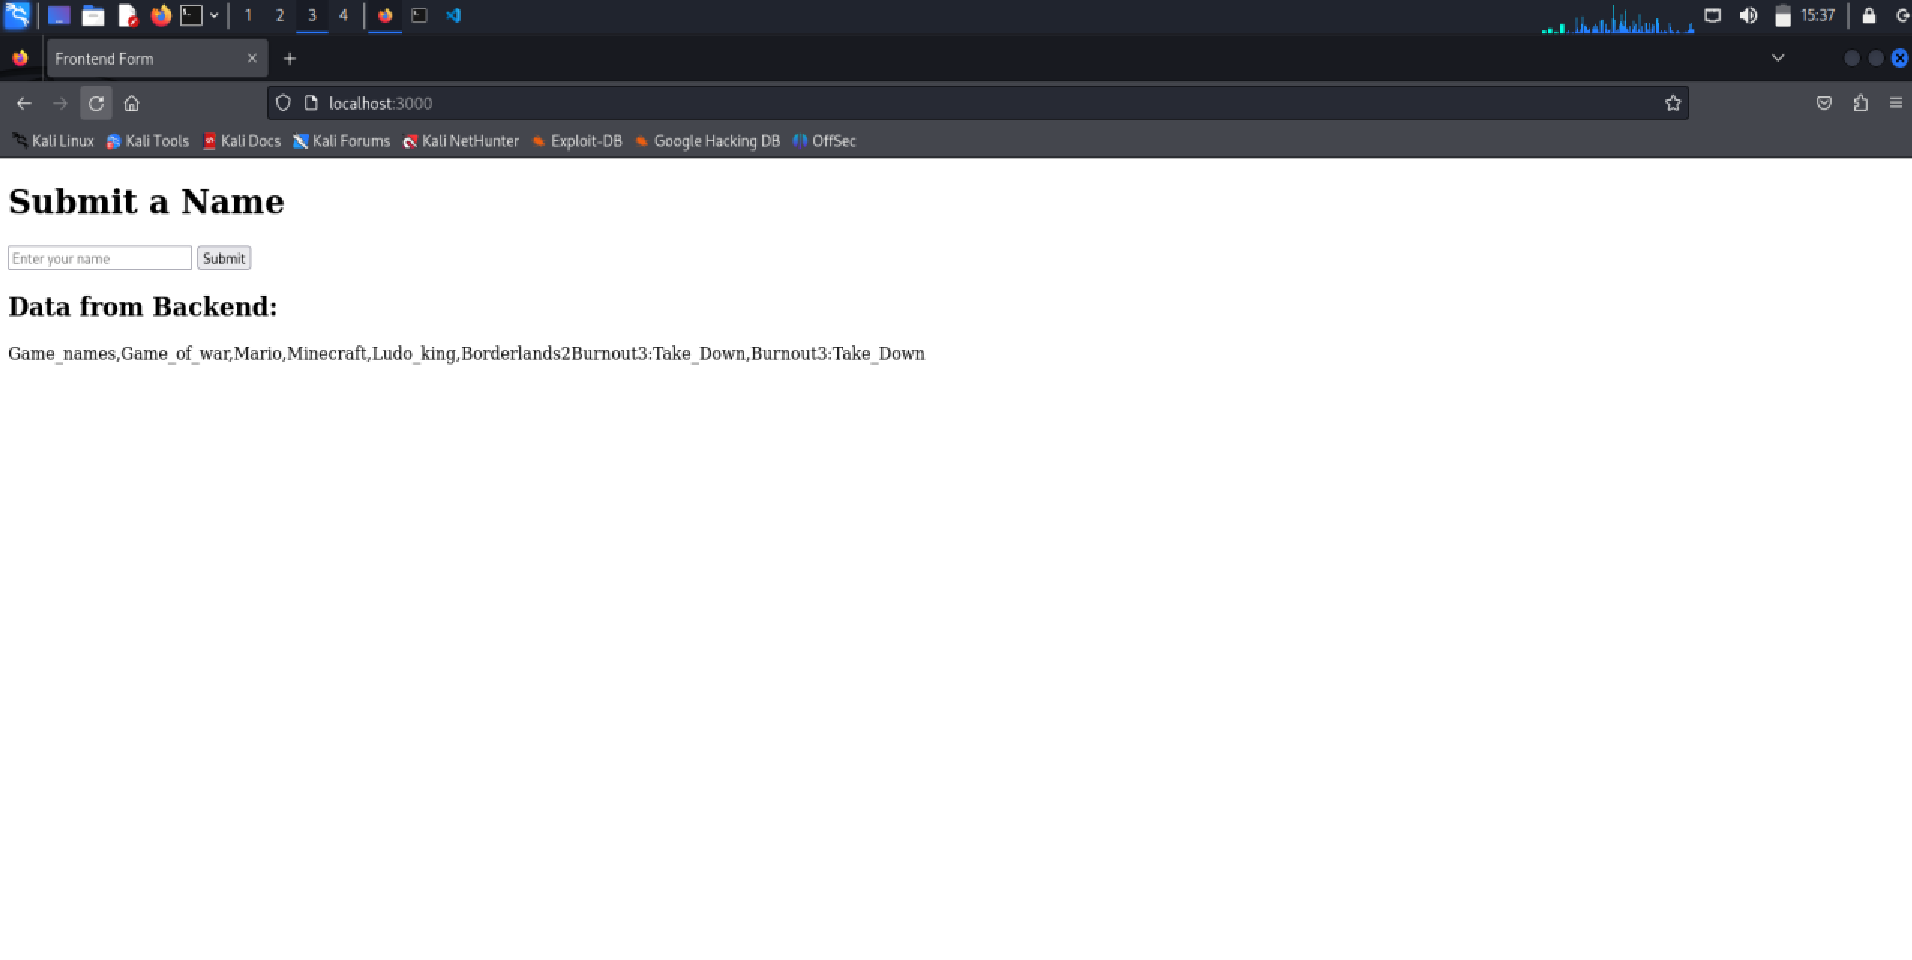 1 2 3 4 15:37
Frontend Form
localhost:3000
Kali Linux Kali Tools Kali Docs Kali Forums Kali NetHunter Exploit-DB Google Hacking DB OffSec
Submit a Name
Enter your name Submit
Data from Backend:
Game_names,Game_of_war,Mario,Minecraft,Ludo_king,Borderlands2Burnout3:Take_Down,Burnout3:Take_Down